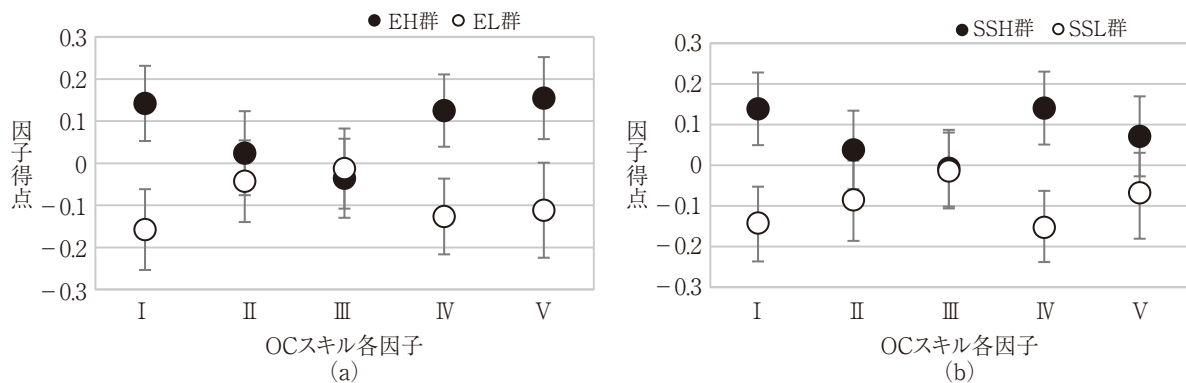 ●EH群 ○EL群
0.3
0.2
0.1
0
−0.1
−0.2
−0.3
因子得点
Ⅰ Ⅱ Ⅲ Ⅳ Ⅴ
OCスキル各因子
(a)
●SSH群 ○SSL群
0.3
0.2
0.1
0
−0.1
−0.2
−0.3
因子得点
Ⅰ Ⅱ Ⅲ Ⅳ Ⅴ
OCスキル各因子
(b)